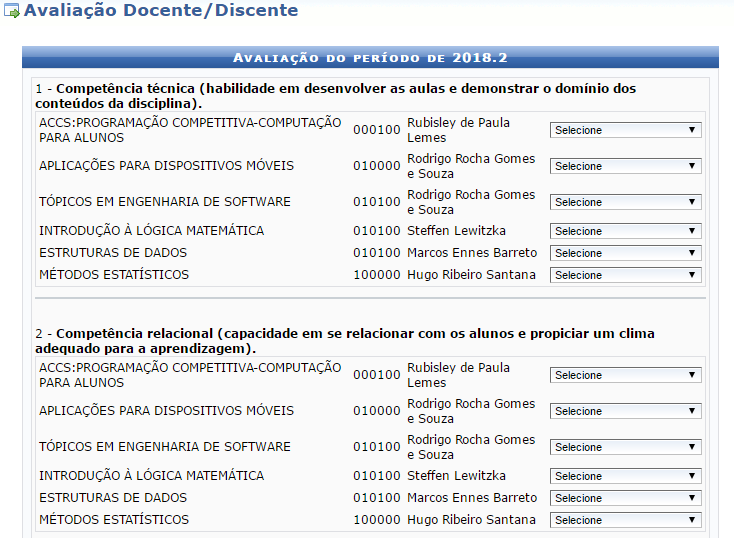 Avaliação Docente/Discente
Avaliação do período de 2018.2
1 - Competência técnica (habilidade em desenvolver as aulas e demonstrar o domínio dos
conteúdos da disciplina).
ACCS:PROGRAMAÇÃO COMPETITIVA-COMPUTAÇÃO PARA ALUNOS 000100 Rubisley de Paula Lemes Selecione
APLICAÇÕES PARA DISPOSITIVOS MÓVEIS 010000 Rodrigo Rocha Gomes e Souza Selecione
TÓPICOS EM ENGENHARIA DE SOFTWARE 010100 Rodrigo Rocha Gomes e Souza Selecione
INTRODUÇÃO À LÓGICA MATEMÁTICA 010100 Steffen Lewitzka Selecione
ESTRUTURAS DE DADOS 010100 Marcos Ennes Barreto Selecione
MÉTODOS ESTATÍSTICOS 100000 Hugo Ribeiro Santana Selecione
2 - Competência relacional (capacidade em se relacionar com os alunos e propiciar um clima
adequado para a aprendizagem).
ACCS:PROGRAMAÇÃO COMPETITIVA-COMPUTAÇÃO PARA ALUNOS 000100 Rubisley de Paula Lemes Selecione
APLICAÇÕES PARA DISPOSITIVOS MÓVEIS 010000 Rodrigo Rocha Gomes e Souza Selecione
TÓPICOS EM ENGENHARIA DE SOFTWARE 010100 Rodrigo Rocha Gomes e Souza Selecione
INTRODUÇÃO À LÓGICA MATEMÁTICA 010100 Steffen Lewitzka Selecione
ESTRUTURAS DE DADOS 010100 Marcos Ennes Barreto Selecione
MÉTODOS ESTATÍSTICOS 100000 Hugo Ribeiro Santana Selecione